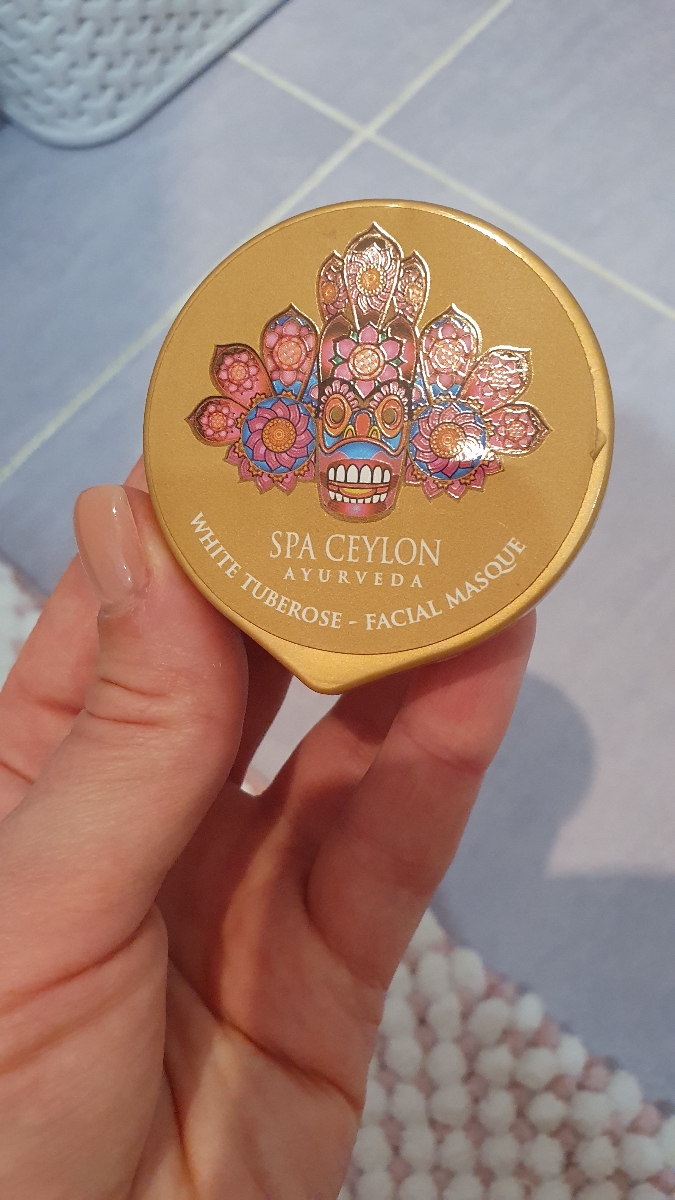 SPA CEYLON
AYURVEDA
WHITE TUBEROSE - FACIAL MASQUE